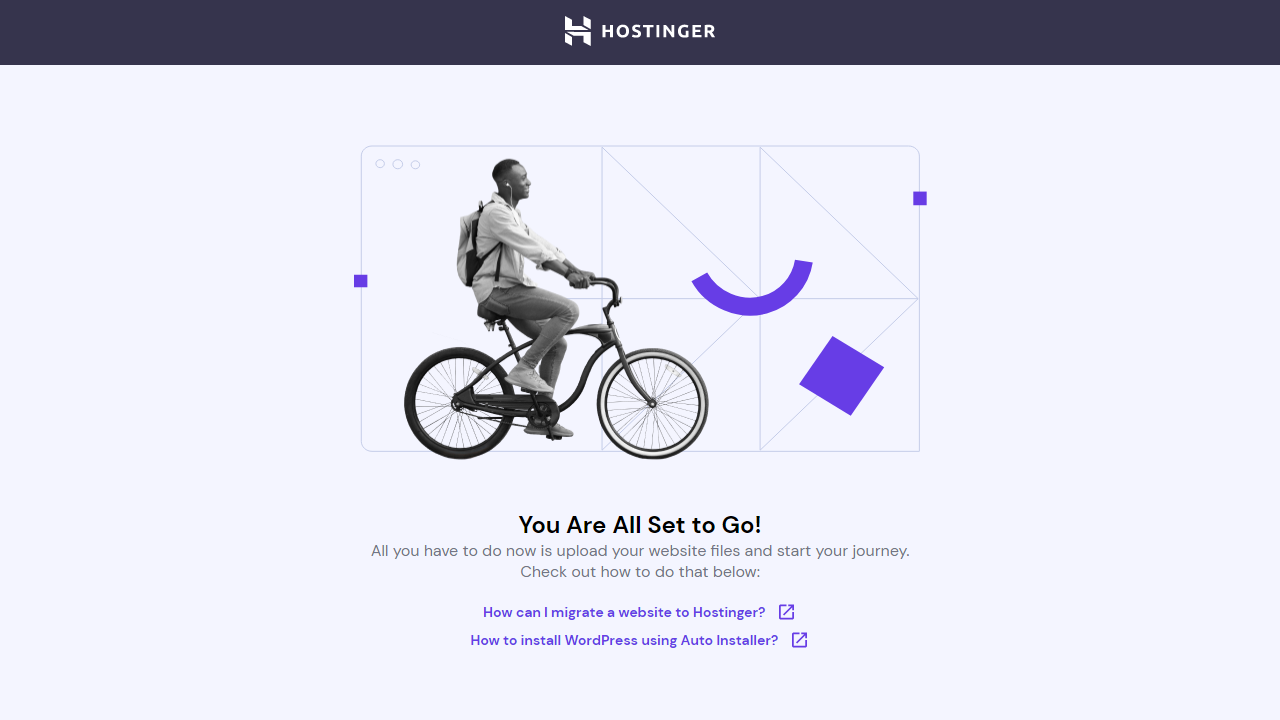 HOSTINGER
You Are All Set to Go!
All you have to do now is upload your website files and start your journey.
Check out how to do that below:
How can I migrate a website to Hostinger?
How to install WordPress using Auto Installer?